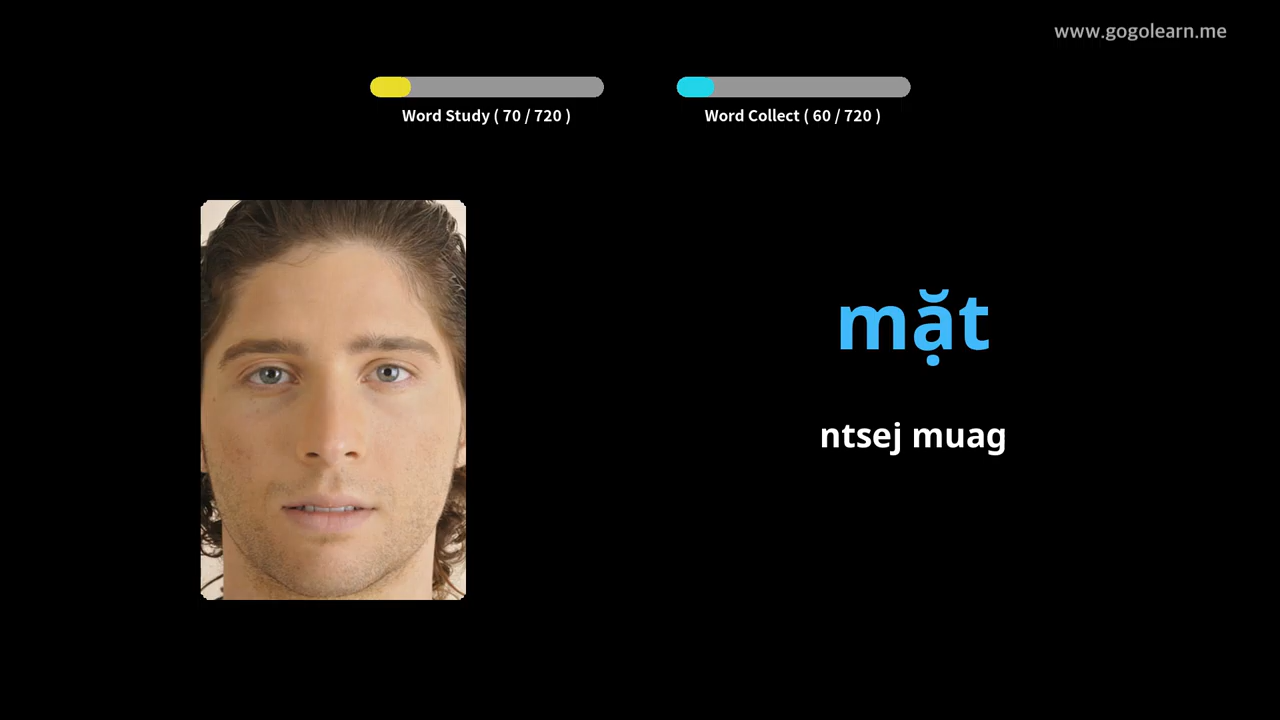 www.gogolearn.me
Word Study ( 70 / 720 )
Word Collect ( 60 / 720 )
mặt
ntsej muag